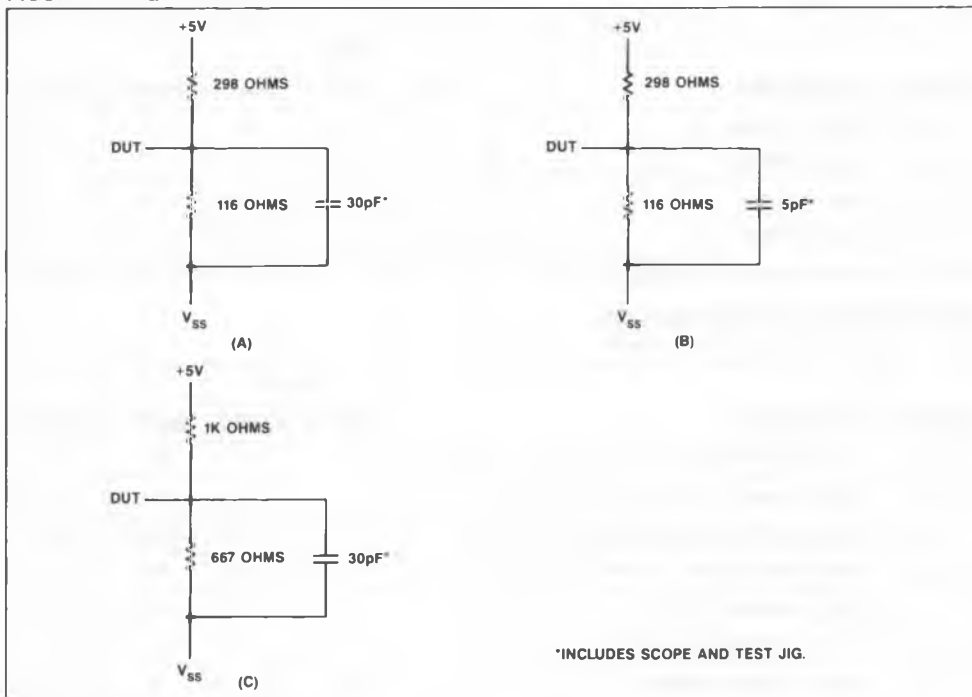 +5V
298 OHMS
DUT
116 OHMS
30pF*
VSS
(A)
+5V
298 OHMS
DUT
116 OHMS
5pF*
VSS
(B)
+5V
1K OHMS
DUT
667 OHMS
30pF*
VSS
(C)
*INCLUDES SCOPE AND TEST JIG.